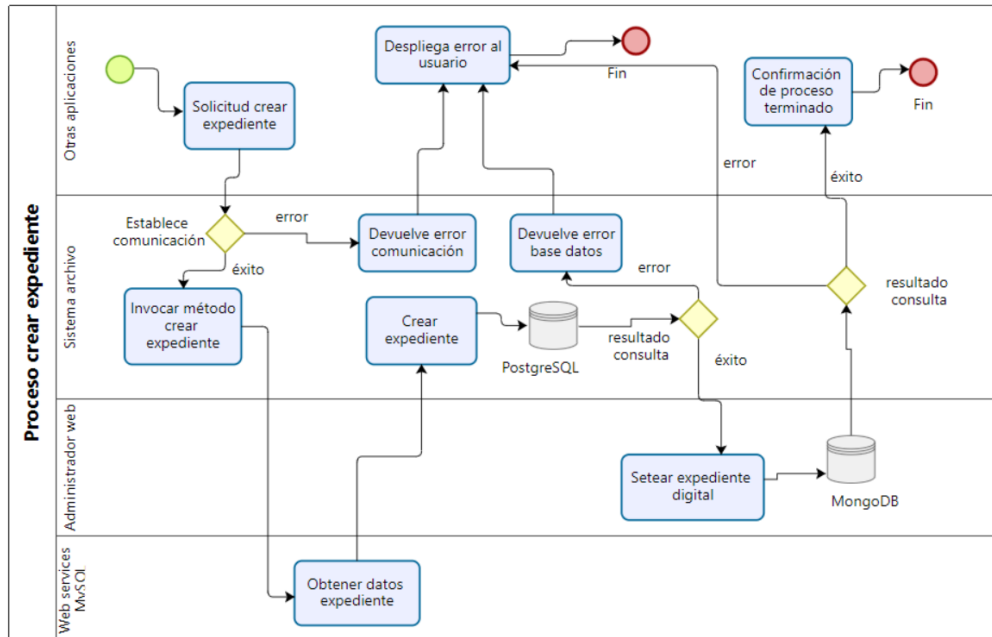 Proceso crear expediente
Otras aplicaciones
Solicitud crear
expediente
Despliega error al
usuario
Fin
Confirmación
de proceso
terminado
Fin
error
éxito
Sistema archivo
Establece
comunicación
error
éxito
Devuelve error
comunicación
Devuelve error
base datos
error
resultado
consulta
Invocar método
crear
expediente
Crear
expediente
PostgreSQL
resultado
consulta
éxito
Administrador web
Setear expediente
digital
MongoDB
Web services
MySQL
Obtener datos
expediente